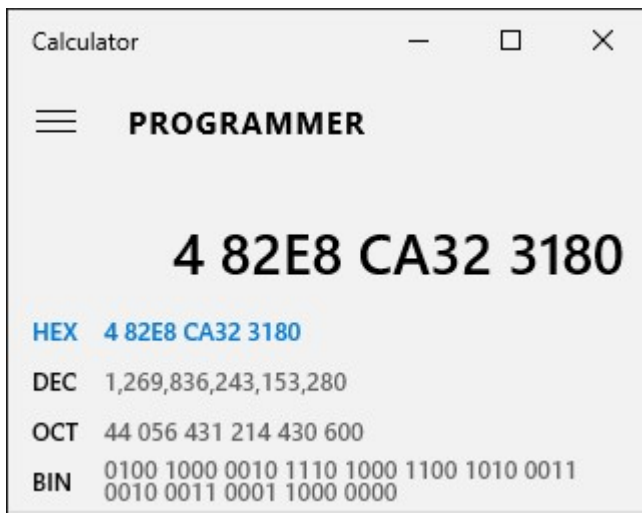 Calculator
PROGRAMMER
4 82E8 CA32 3180
HEX 4 82E8 CA32 3180
DEC 1,269,836,243,153,280
OCT 44 056 431 214 430 600
BIN 0100 1000 0010 1110 1000 1100 1010 0011
0010 0011 0001 1000 0000